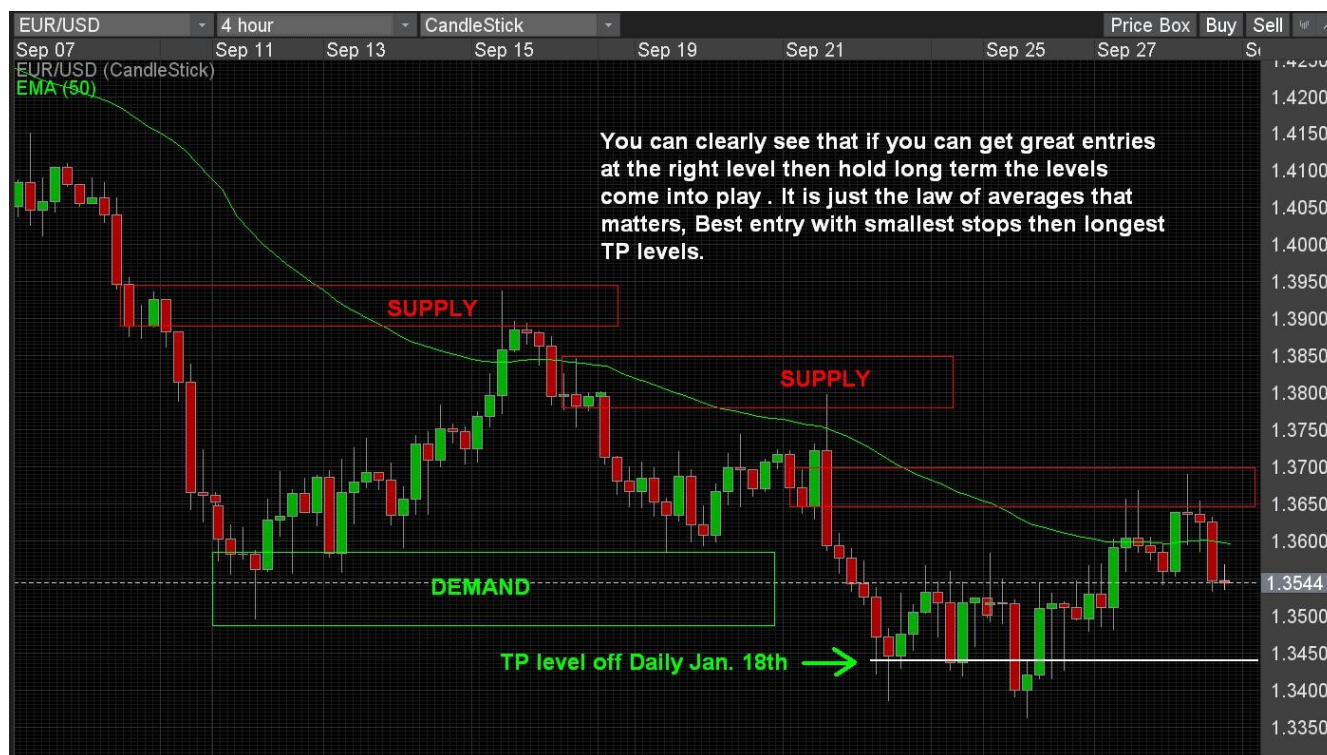 EUR/USD 4 hour CandleStick Price Box Buy Sell
Sep 07 Sep 11 Sep 13 Sep 15 Sep 19 Sep 21 Sep 25 Sep 27
EUR/USD (CandleStick)
EMA (50)
1.4250
1.4200
You can clearly see that if you can get great entries
at the right level then hold long term the levels
come into play . It is just the law of averages that
matters, Best entry with smallest stops then longest
TP levels.
1.4150
1.4100
1.4050
1.4000
1.3950
SUPPLY
1.3900
1.3850
SUPPLY
1.3800
1.3750
1.3700
1.3650
1.3600
DEMAND
1.3544
1.3500
TP level off Daily Jan. 18th
1.3450
1.3400
1.3350